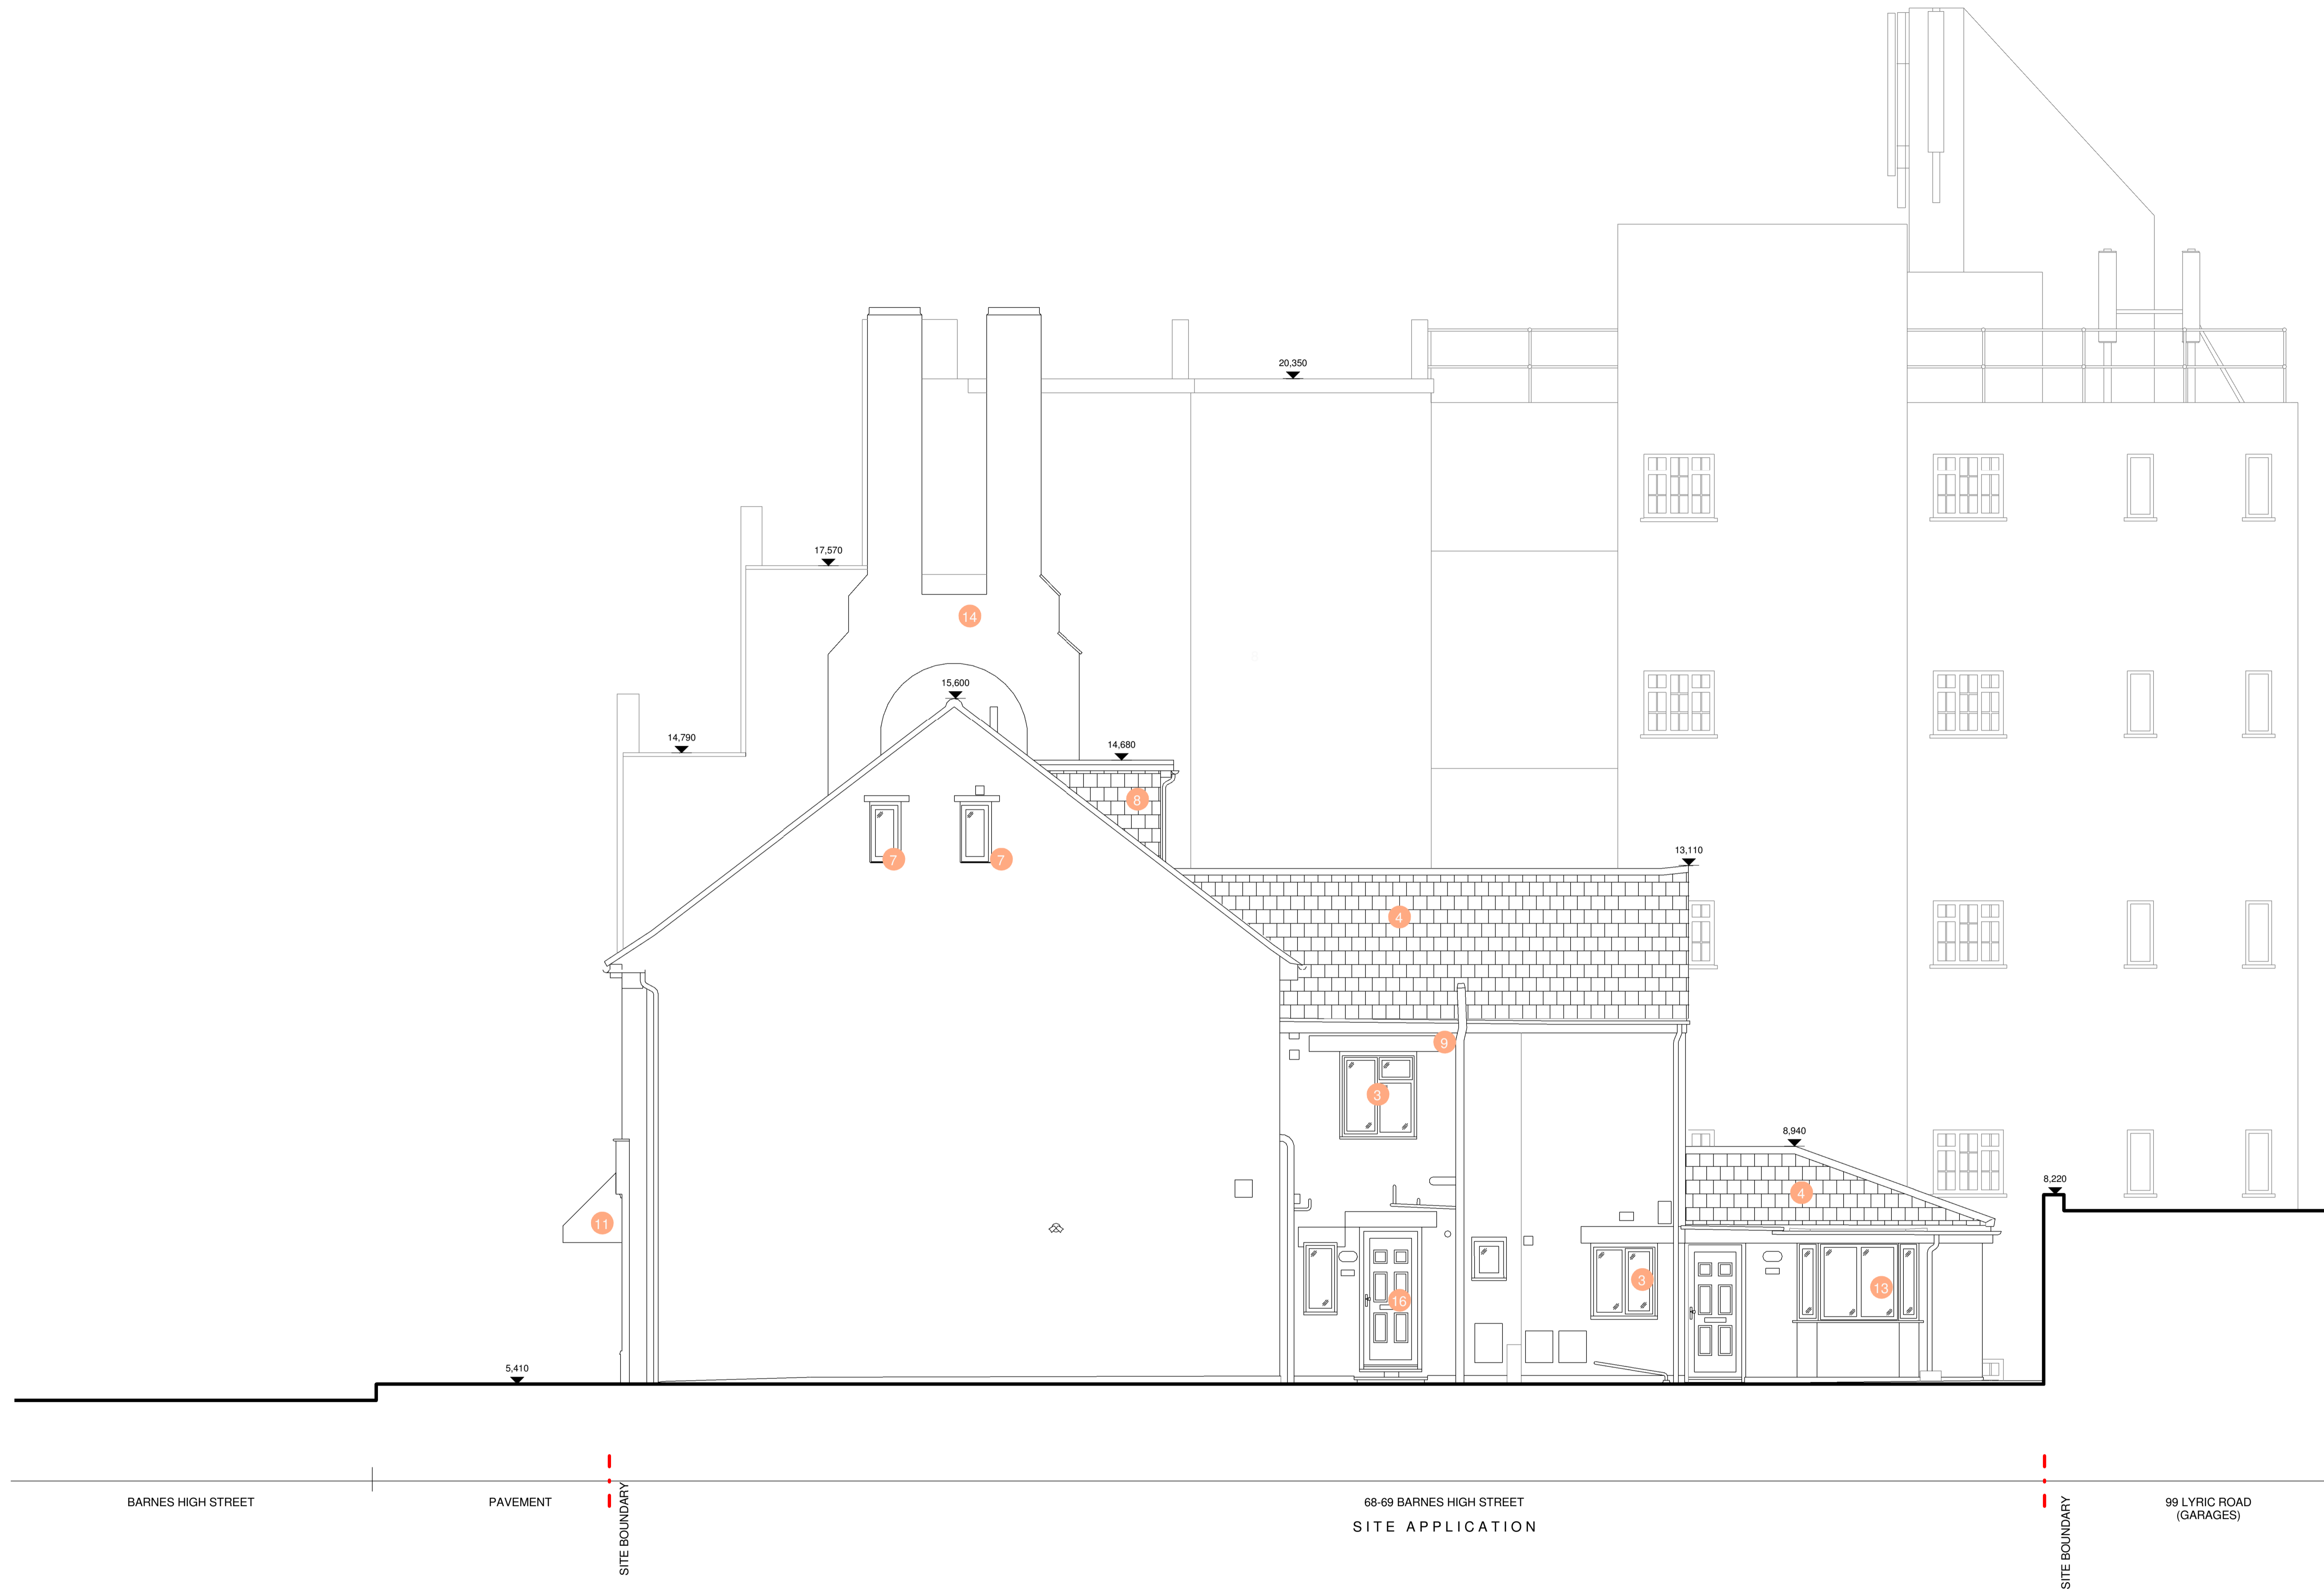 20,350
17,570
14
15,600
14,790
14,680
8
7
7
13,110
4
9
3
8,940
8,220
4
11
3
13
16
5,410
BARNES HIGH STREET
PAVEMENT
SITE BOUNDARY
68-69 BARNES HIGH STREET
SITE APPLICATION
SITE BOUNDARY
99 LYRIC ROAD
(GARAGES)